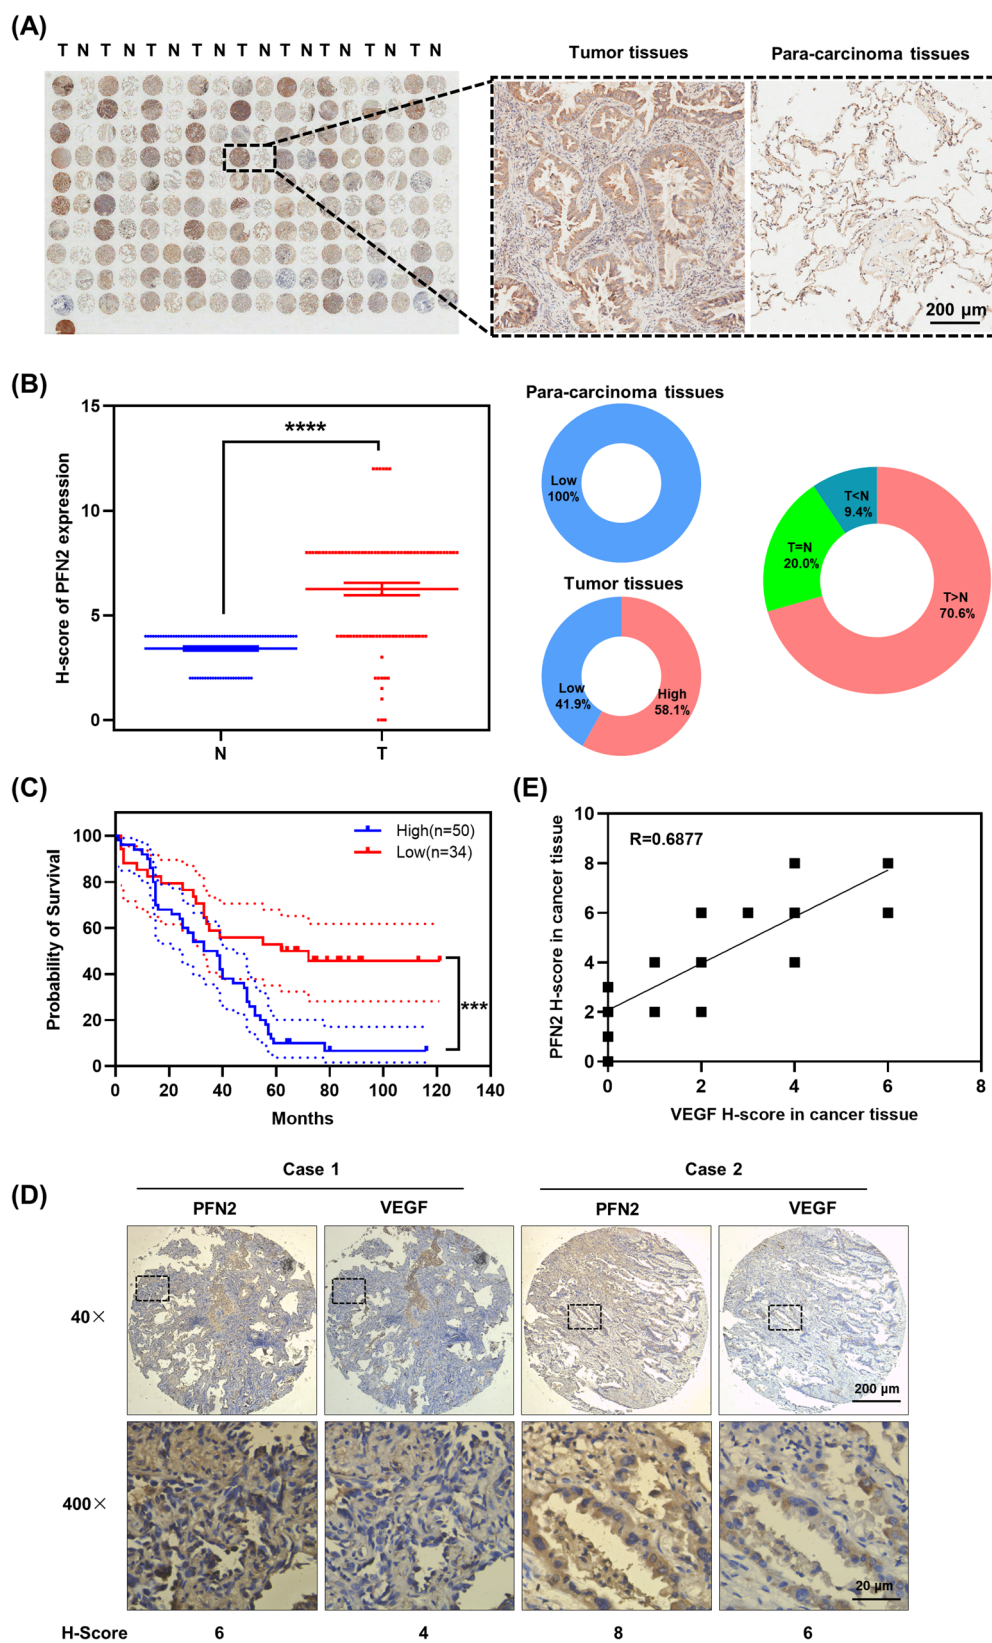 (A)
T N T N T N T N T N T N T N T N T N
Tumor tissues
Para-carcinoma tissues
200 µm
(B)
H-score of PFN2 expression
15
10
5
0
****
N
T
Para-carcinoma tissues
Low
100%
Tumor tissues
Low
41.9%
High
58.1%
T<N
9.4%
T=N
20.0%
T>N
70.6%
(C)
Probability of Survival
100
80
60
40
20
0
High(n=50)
Low(n=34)
***
0 20 40 60 80 100 120 140
Months
(E)
PFN2 H-score in cancer tissue
10
8
6
4
2
0
R=0.6877
0 2 4 6 8
VEGF H-score in cancer tissue
(D)
Case 1
Case 2
PFN2
VEGF
PFN2
VEGF
40×
200 µm
400×
20 µm
H-Score
6
4
8
6